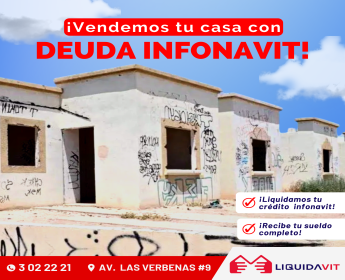 ¡Vendemos tu casa con
DEUDA INFONAVIT!
¡Liquidamos tu
crédito infonavit!
¡Recibe tu sueldo
completo!
3 02 22 21
AV. LAS VERBENAS #9
LIQUIDAVIT